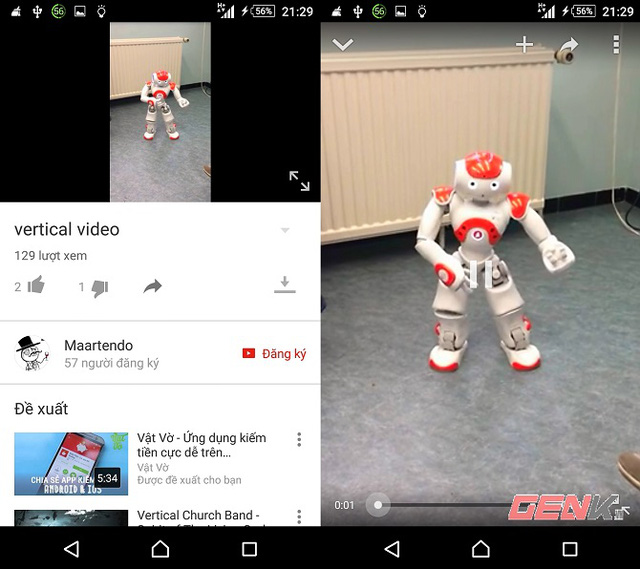 56
56%
21:29
vertical video
129 lượt xem
2
1
Maartendo
57 người đăng ký
Đăng ký
Đề xuất
Vật Vờ - Ứng dụng kiếm
tiền cực dễ trên...
Vật Vờ
Được đề xuất cho bạn
CHIA SẺ APP KIẾM
ANDROID & IOS
5:34
Vertical Church Band -
56
56%
21:29
0:01
GENK